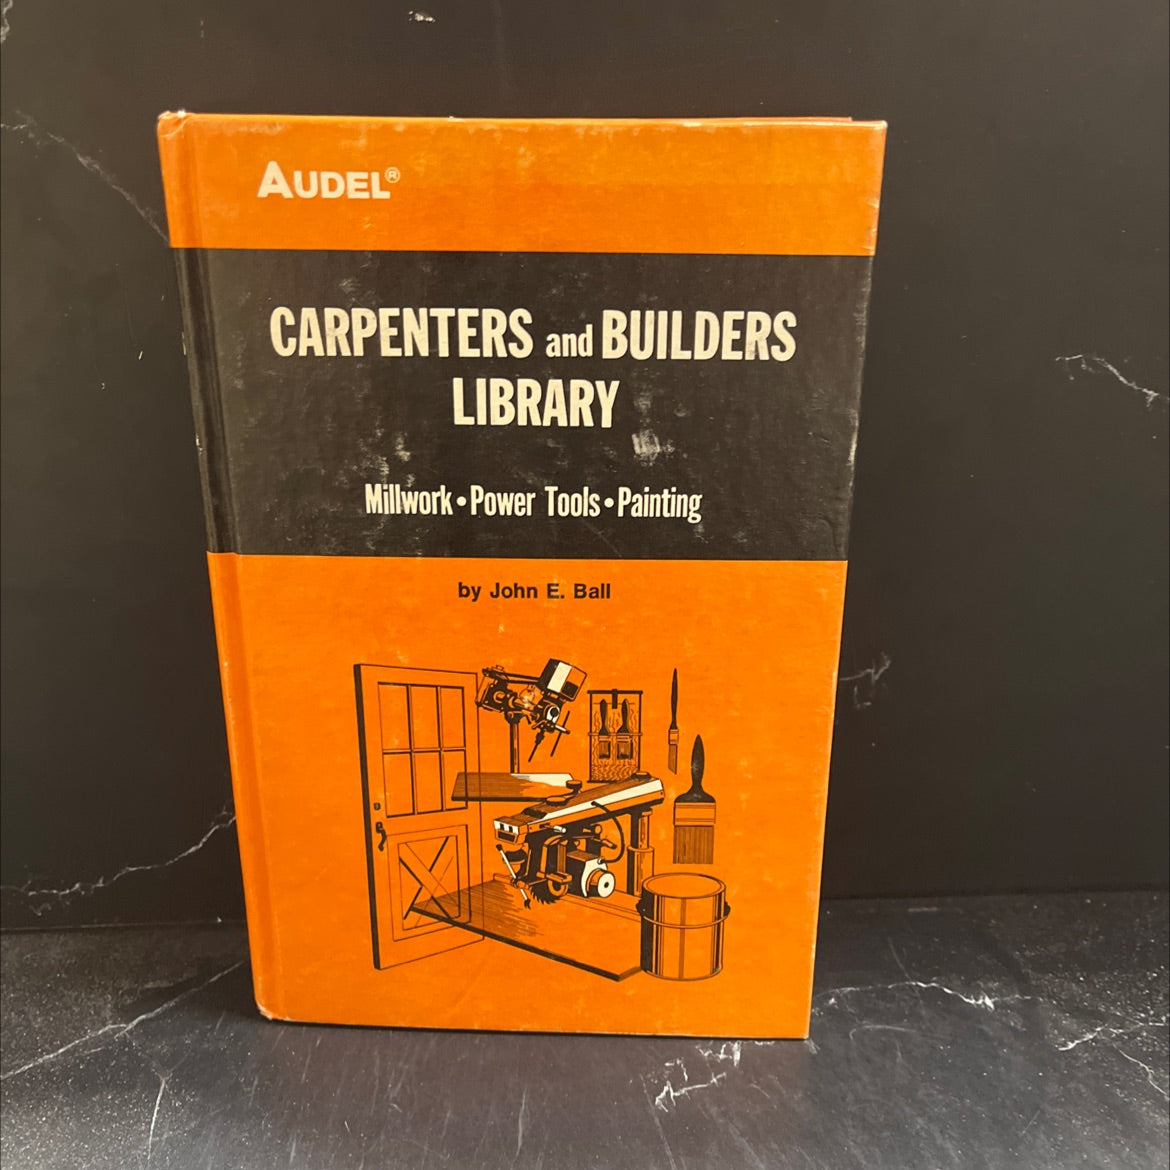 AUDEL®
CARPENTERS and BUILDERS
LIBRARY
Millwork • Power Tools • Painting
by John E. Ball